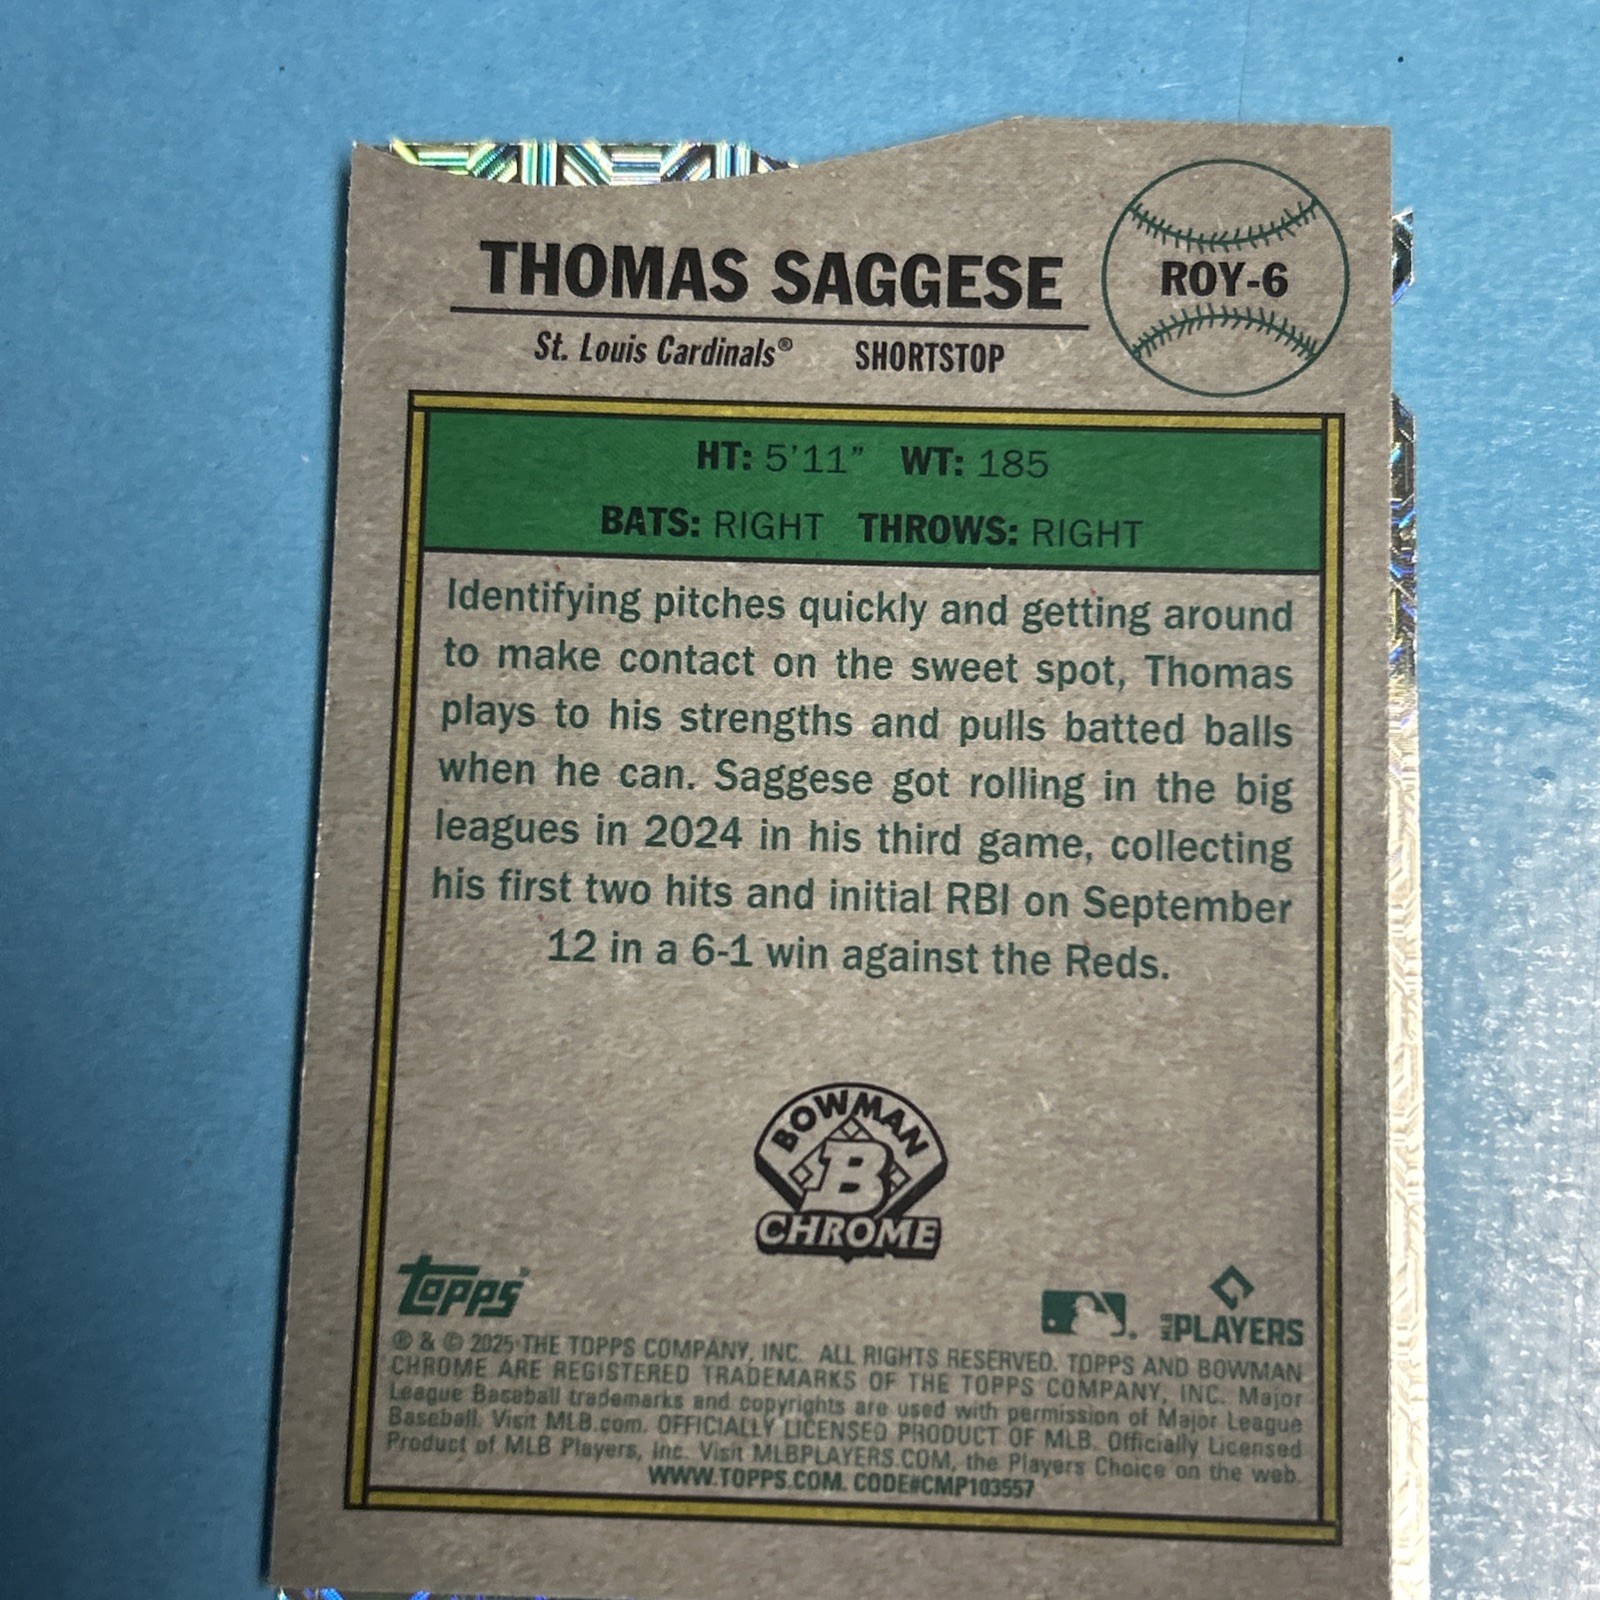 THOMAS SAGGESE
ROY-6
St. Louis Cardinals® SHORTSTOP
HT: 5'11" WT: 185
BATS: RIGHT THROWS: RIGHT
Identifying pitches quickly and getting around
to make contact on the sweet spot, Thomas
plays to his strengths and pulls batted balls
when he can. Saggese got rolling in the big
leagues in 2024 in his third game, collecting
his first two hits and initial RBI on September
12 in a 6-1 win against the Reds.
BOWMAN
B
CHROME
TOPPS
PLAYERS
® & © 2025 THE TOPPS COMPANY, INC. ALL RIGHTS RESERVED. TOPPS AND BOWMAN
CHROME ARE REGISTERED TRADEMARKS OF THE TOPPS COMPANY, INC. Major
League Baseball trademarks and copyrights are used with permission of Major League
Baseball. Visit MLB.com. OFFICIALLY LICENSED PRODUCT OF MLB. Officially Licensed
Product of MLB Players, Inc. Visit MLBPLAYERS.COM, the Players Choice on the web.
WWW.TOPPS.COM. CODE#CMP103557